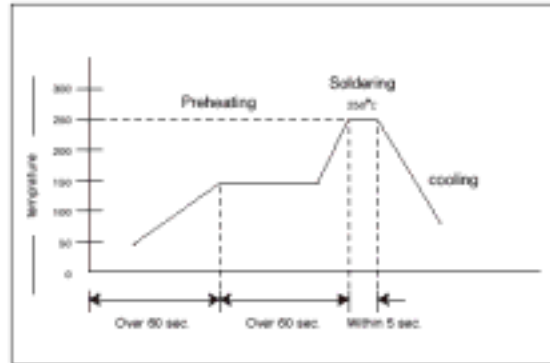 Soldering
Preheating
250°C
300
250
200
150
100
50
0
temprature
cooling
Over 60 sec.
Over 60 sec.
Within 5 sec.